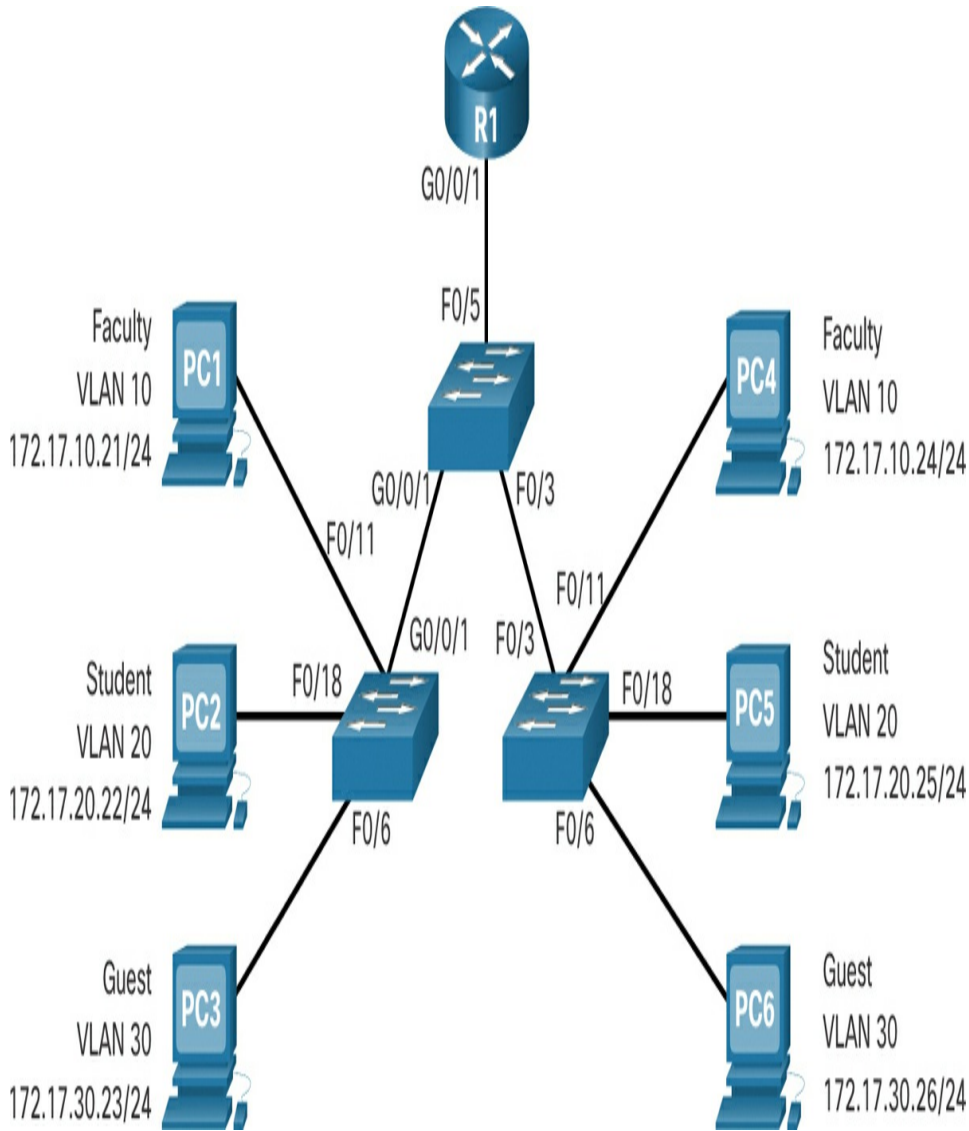 R1
G0/0/1
F0/5
Faculty
VLAN 10
172.17.10.21/24
PC1
PC4
Faculty
VLAN 10
172.17.10.24/24
G0/0/1
F0/3
F0/11
F0/11
G0/0/1
F0/3
Student
VLAN 20
172.17.20.22/24
PC2
F0/18
F0/18
PC5
Student
VLAN 20
172.17.20.25/24
F0/6
F0/6
Guest
VLAN 30
172.17.30.23/24
PC3
PC6
Guest
VLAN 30
172.17.30.26/24